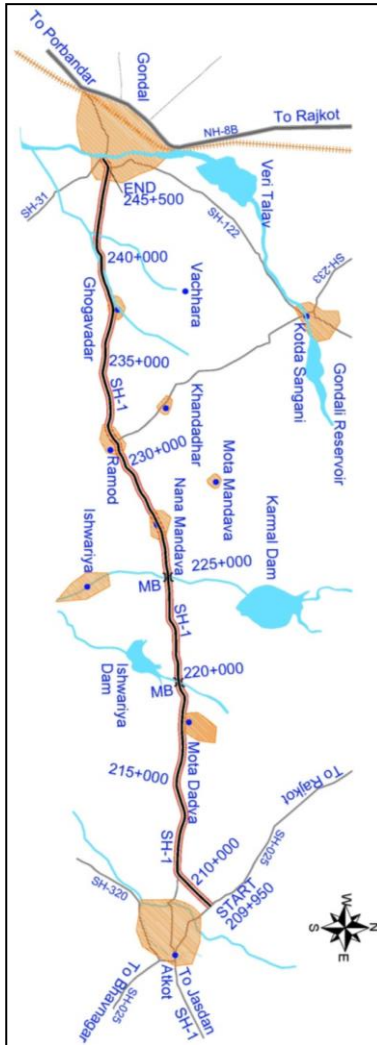 To Porbandar
Gondal
NH-8B
To Rajkot
END
245+500
SH-31
SH-122
Veri Talav
SH-233
Kotda Sangani
Gondali Reservoir
240+000
Vachhara
Ghogavadar
235+000
SH-1
Khandadhar
Ramod
230+000
Mota Mandava
Nana Mandava
Ishwariya
225+000
Karmal Dam
MB
SH-1
220+000
MB
Ishwariya
Dam
Mota Dadva
215+000
To Rajkot
SH-025
SH-1
210+000
START
209+950
SH-320
Atkot
To Jasdan
SH-1
To Bhavnagar
SH-025
N
E
S
W